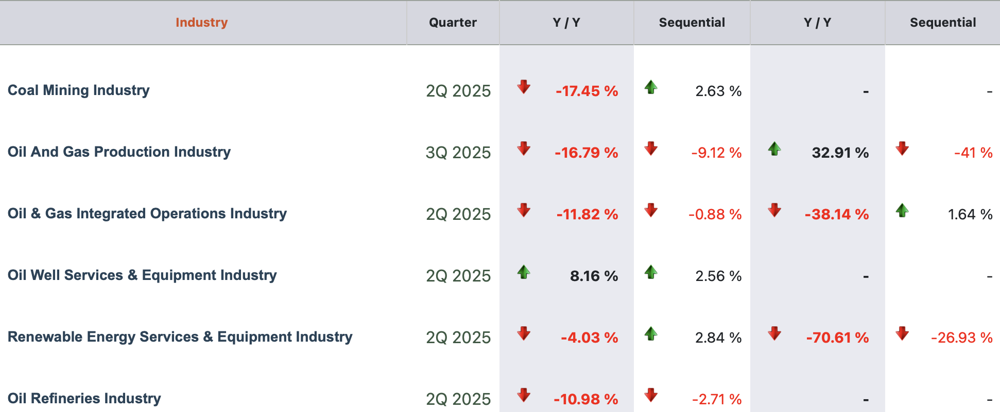 Industry Quarter Y / Y Sequential Y / Y Sequential
Coal Mining Industry 2Q 2025 -17.45 % 2.63 % - -
Oil And Gas Production Industry 3Q 2025 -16.79 % -9.12 % 32.91 % -41 %
Oil & Gas Integrated Operations Industry 2Q 2025 -11.82 % -0.88 % -38.14 % 1.64 %
Oil Well Services & Equipment Industry 2Q 2025 8.16 % 2.56 % - -
Renewable Energy Services & Equipment Industry 2Q 2025 -4.03 % 2.84 % -70.61 % -26.93 %
Oil Refineries Industry 2Q 2025 -10.98 % -2.71 % - -